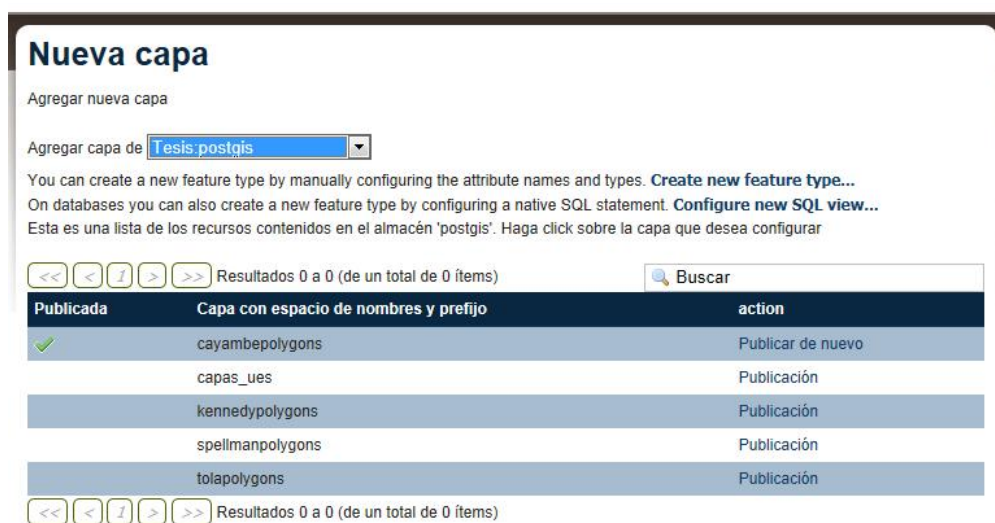 Nueva capa
Agregar nueva capa
Agregar capa de Tesis:postgis
You can create a new feature type by manually configuring the attribute names and types. Create new feature type...
On databases you can also create a new feature type by configuring a native SQL statement. Configure new SQL view...
Esta es una lista de los recursos contenidos en el almacén 'postgis'. Haga click sobre la capa que desea configurar
<< < 1 > >> Resultados 0 a 0 (de un total de 0 ítems) Buscar
Publicada Capa con espacio de nombres y prefijo action
cayambepolygons Publicar de nuevo
capas_ues Publicación
kennedypolygons Publicación
spellmanpolygons Publicación
tolapolygons Publicación
<< < 1 > >> Resultados 0 a 0 (de un total de 0 ítems)